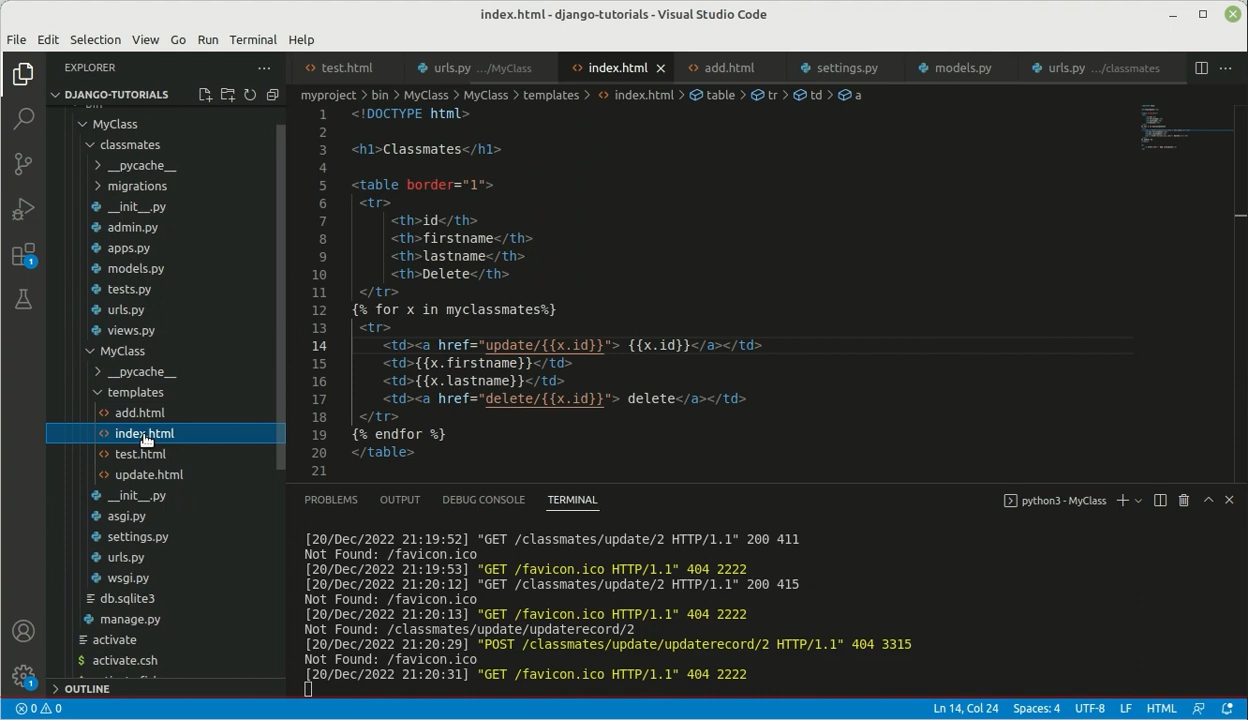 index.html - django-tutorials - Visual Studio Code
File Edit Selection View Go Run Terminal Help
EXPLORER
test.html urls.py .../MyClass index.html add.html settings.py models.py urls.py .../classmates
DJANGO-TUTORIALS
myproject > bin > MyClass > MyClass > templates > index.html > table > tr > td > a
MyClass
classmates
__pycache__
migrations
__init__.py
admin.py
apps.py
models.py
tests.py
urls.py
views.py
MyClass
__pycache__
templates
add.html
index.html
test.html
update.html
__init__.py
asgi.py
settings.py
urls.py
wsgi.py
db.sqlite3
manage.py
activate
activate.csh
OUTLINE
1 <!DOCTYPE html>
2
3 <h1>Classmates</h1>
4
5 <table border="1">
6 <tr>
7 <th>id</th>
8 <th>firstname</th>
9 <th>lastname</th>
10 <th>Delete</th>
11 </tr>
12 {% for x in myclassmates%}
13 <tr>
14 <td><a href="update/{{x.id}}"> {{x.id}}</a></td>
15 <td>{{x.firstname}}</td>
16 <td>{{x.lastname}}</td>
17 <td><a href="delete/{{x.id}}"> delete</a></td>
18 </tr>
19 {% endfor %}
20 </table>
21
PROBLEMS OUTPUT DEBUG CONSOLE TERMINAL python3 - MyClass
[20/Dec/2022 21:19:52] "GET /classmates/update/2 HTTP/1.1" 200 411
Not Found: /favicon.ico
[20/Dec/2022 21:19:53] "GET /favicon.ico HTTP/1.1" 404 2222
[20/Dec/2022 21:20:12] "GET /classmates/update/2 HTTP/1.1" 200 415
Not Found: /favicon.ico
[20/Dec/2022 21:20:13] "GET /favicon.ico HTTP/1.1" 404 2222
Not Found: /classmates/update/updaterecord/2
[20/Dec/2022 21:20:29] "POST /classmates/update/updaterecord/2 HTTP/1.1" 404 3315
Not Found: /favicon.ico
[20/Dec/2022 21:20:31] "GET /favicon.ico HTTP/1.1" 404 2222
0 0 Ln 14, Col 24 Spaces: 4 UTF-8 LF HTML